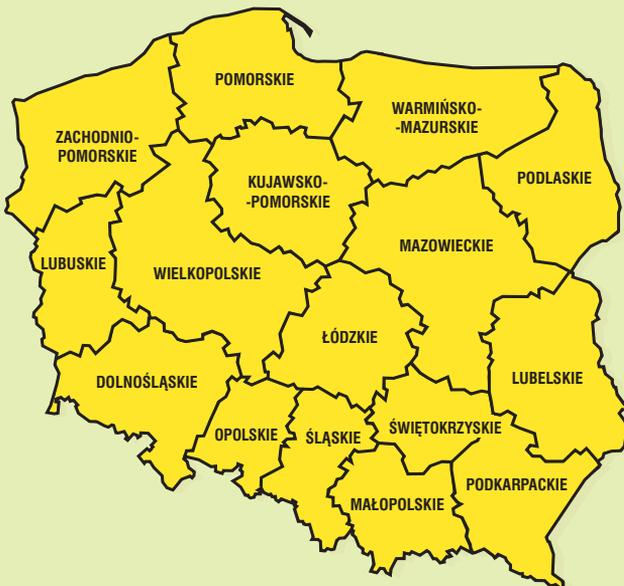 POMORSKIE
WARMIŃSKO-
-MAZURSKIE
ZACHODNIO-
POMORSKIE
KUJAWSKO-
-POMORSKIE
PODLASKIE
MAZOWIECKIE
LUBUSKIE
WIELKOPOLSKIE
ŁÓDZKIE
DOLNOŚLĄSKIE
LUBELSKIE
OPOLSKIE
ŚLĄSKIE
ŚWIĘTOKRZYSKIE
PODKARPACKIE
MAŁOPOLSKIE